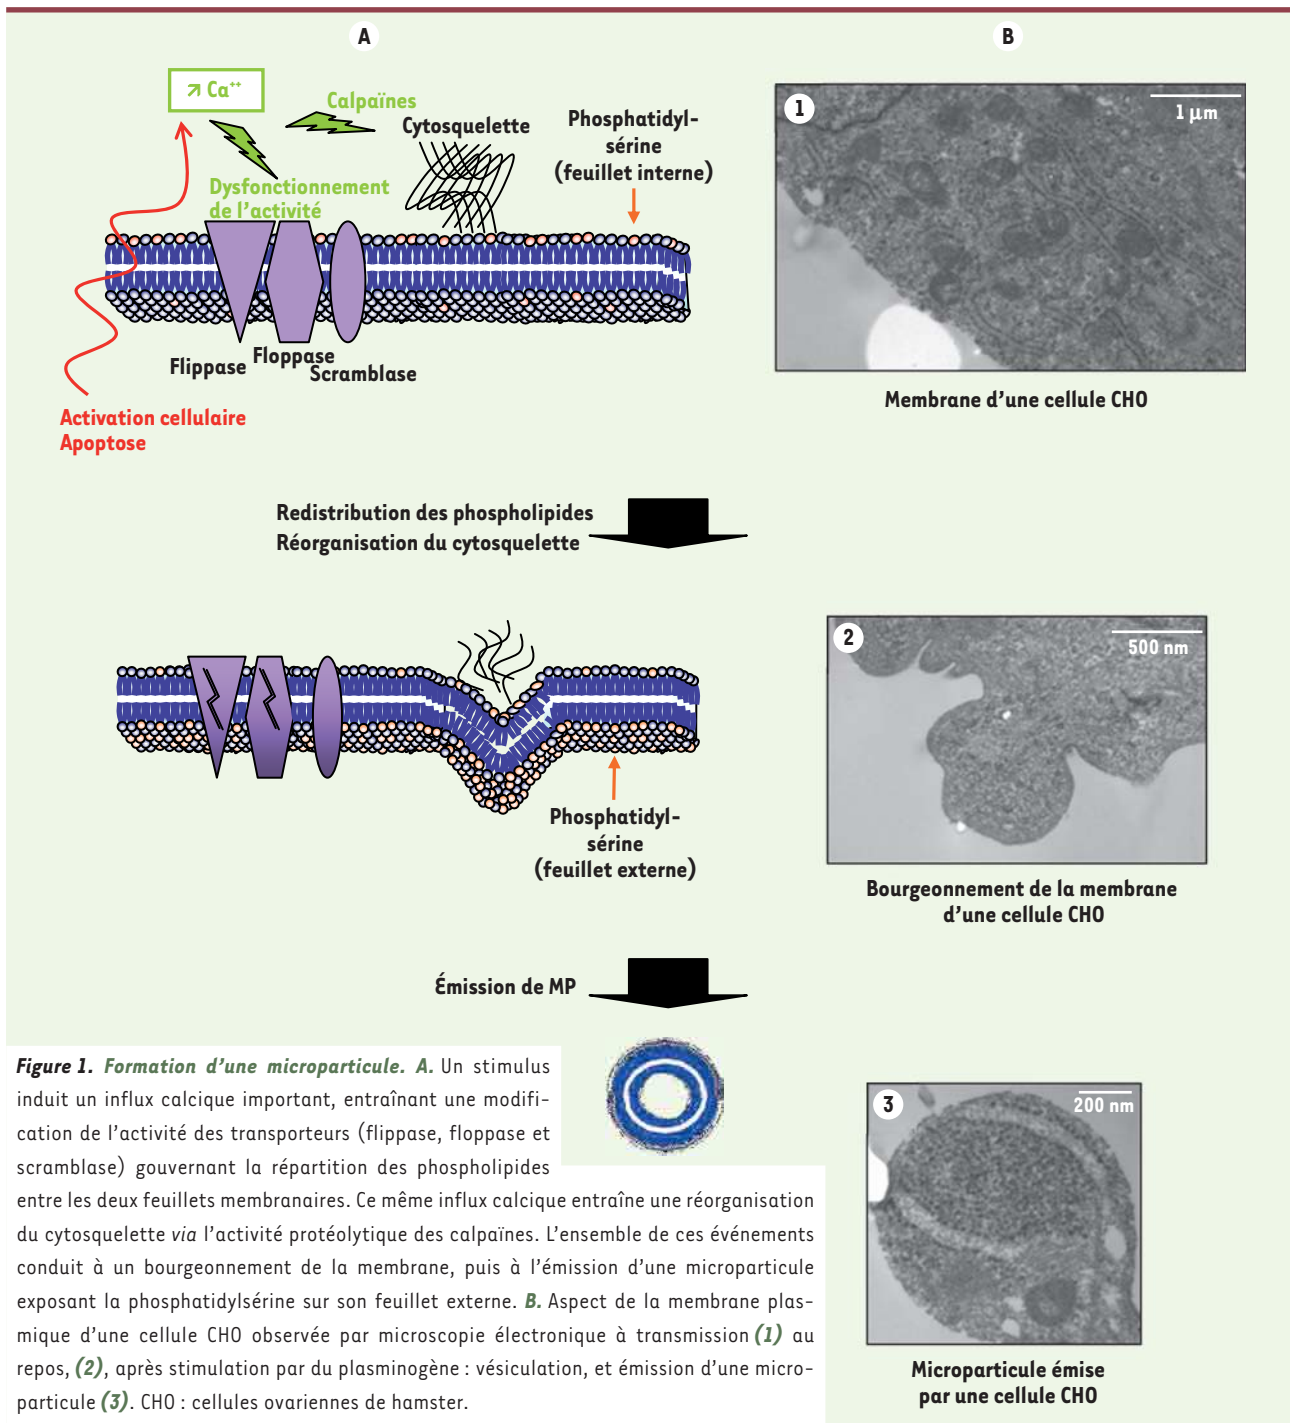 A
↗ Ca⁺⁺
Calpaïnes
Cytosquelette
Phosphatidyl-
sérine
(feuillet interne)
Dysfonctionnement
de l'activité
Flippase
Floppase
Scramblase
Activation cellulaire
Apoptose
Redistribution des phospholipides
Réorganisation du cytosquelette
Phosphatidyl-
sérine
(feuillet externe)
Émission de MP
B
1
1 µm
Membrane d'une cellule CHO
2
500 nm
Bourgeonnement de la membrane
d'une cellule CHO
3
200 nm
Microparticule émise
par une cellule CHO
Figure 1. Formation d'une microparticule. A. Un stimulus
induit un influx calcique important, entraînant une modifi-
cation de l'activité des transporteurs (flippase, floppase et
scramblase) gouvernant la répartition des phospholipides
entre les deux feuillets membranaires. Ce même influx calcique entraîne une réorganisation
du cytosquelette via l'activité protéolytique des calpaïnes. L'ensemble de ces événements
conduit à un bourgeonnement de la membrane, puis à l'émission d'une microparticule
exposant la phosphatidylsérine sur son feuillet externe. B. Aspect de la membrane plas-
mique d'une cellule CHO observée par microscopie électronique à transmission (1) au
repos, (2), après stimulation par du plasminogène : vésiculation, et émission d'une micro-
particule (3). CHO : cellules ovariennes de hamster.